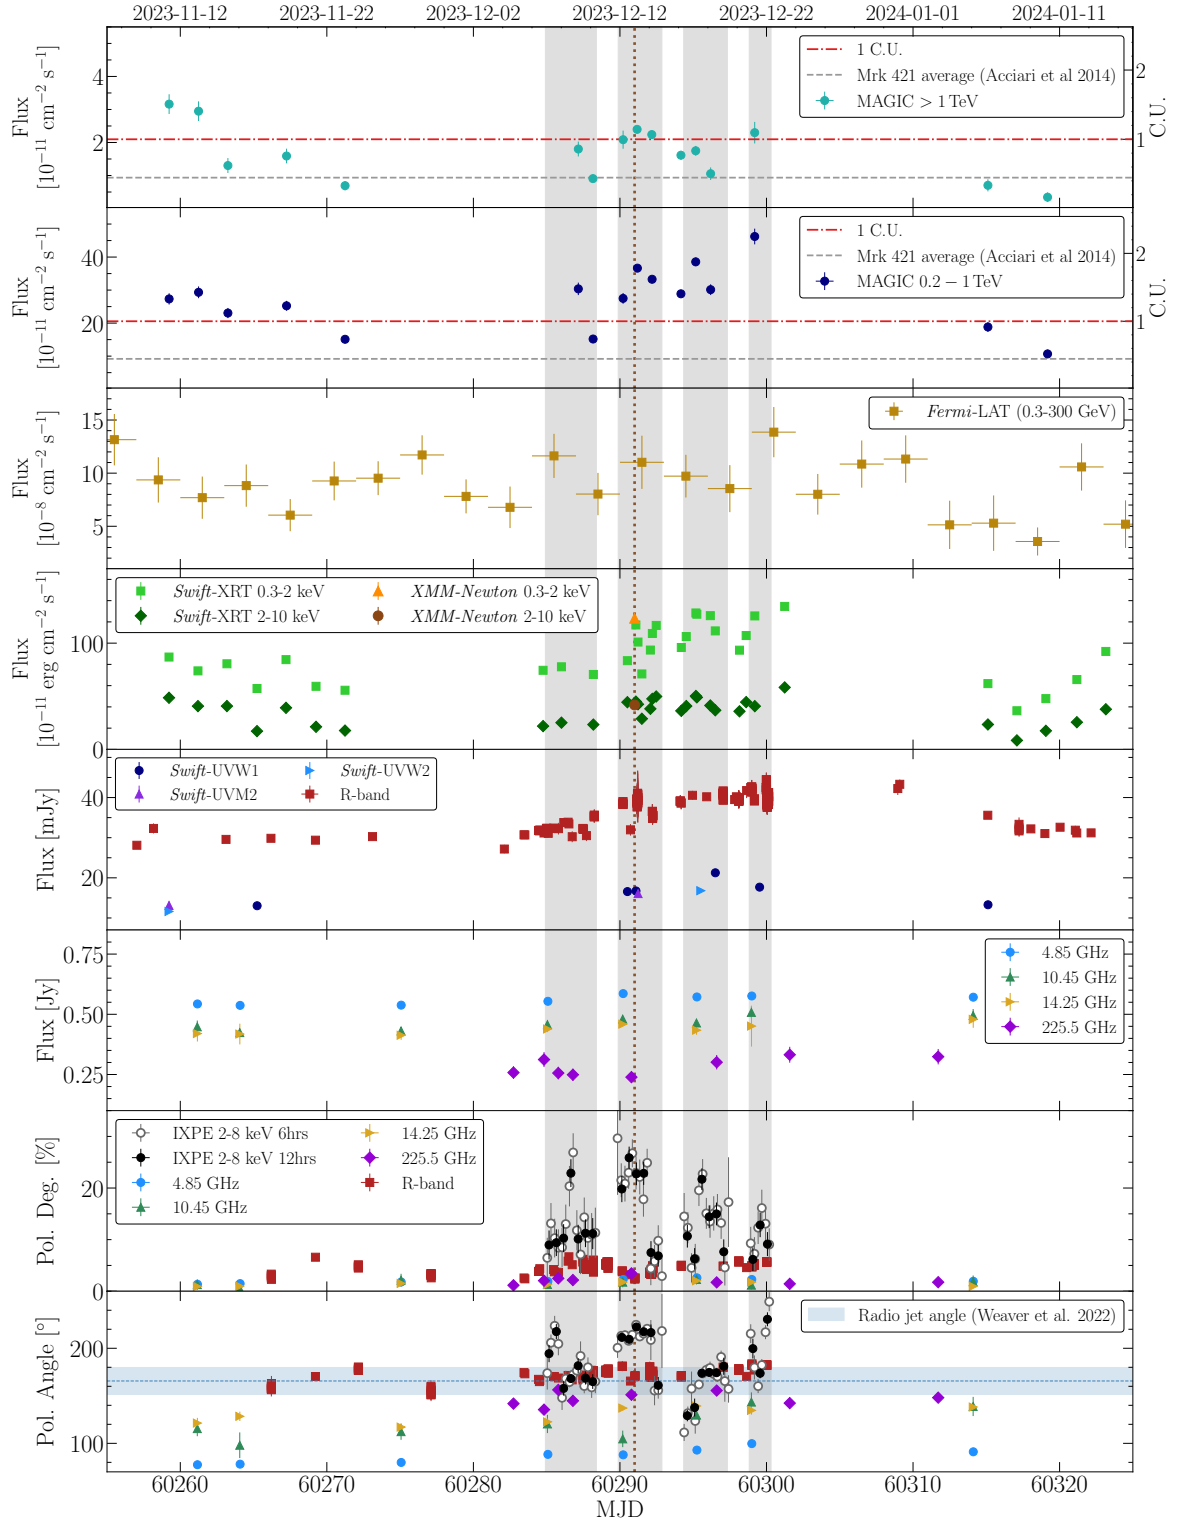 2023-11-12 2023-11-22 2023-12-02 2023-12-12 2023-12-22 2024-01-01 2024-01-11
Flux
[10⁻¹¹ cm⁻² s⁻¹]
4
2
1 C.U.
Mrk 421 average (Acciari et al 2014)
MAGIC > 1 TeV
2
1
C.U.
Flux
[10⁻¹¹ cm⁻² s⁻¹]
40
20
1 C.U.
Mrk 421 average (Acciari et al 2014)
MAGIC 0.2 − 1 TeV
2
1
C.U.
Flux
[10⁻⁸ cm⁻² s⁻¹]
15
10
5
Fermi-LAT (0.3-300 GeV)
Flux
[10⁻¹¹ erg cm⁻² s⁻¹]
100
0
Swift-XRT 0.3-2 keV
Swift-XRT 2-10 keV
XMM-Newton 0.3-2 keV
XMM-Newton 2-10 keV
Flux [mJy]
40
20
Swift-UVW1
Swift-UVM2
Swift-UVW2
R-band
Flux [Jy]
0.75
0.50
0.25
4.85 GHz
10.45 GHz
14.25 GHz
225.5 GHz
Pol. Deg. [%]
20
0
IXPE 2-8 keV 6hrs
IXPE 2-8 keV 12hrs
4.85 GHz
10.45 GHz
14.25 GHz
225.5 GHz
R-band
Pol. Angle [°]
200
100
Radio jet angle (Weaver et al. 2022)
60260 60270 60280 60290 60300 60310 60320
MJD